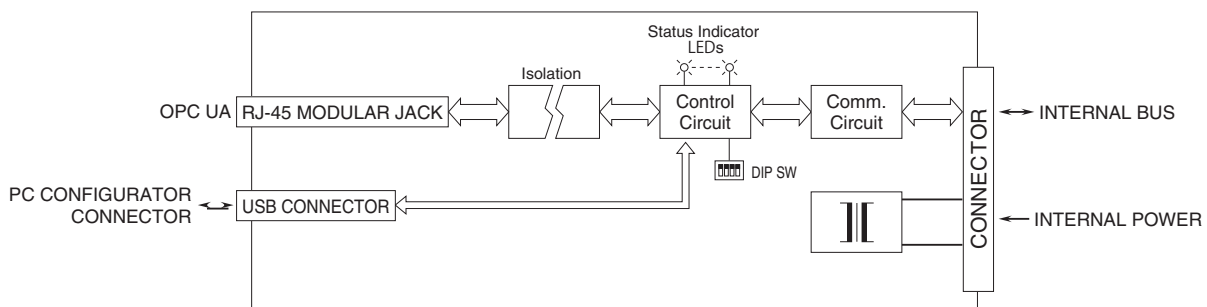 Status Indicator
LEDs
Isolation
OPC UA
RJ-45 MODULAR JACK
Control
Circuit
Comm.
Circuit
CONNECTOR
INTERNAL BUS
DIP SW
PC CONFIGURATOR
CONNECTOR
USB CONNECTOR
INTERNAL POWER